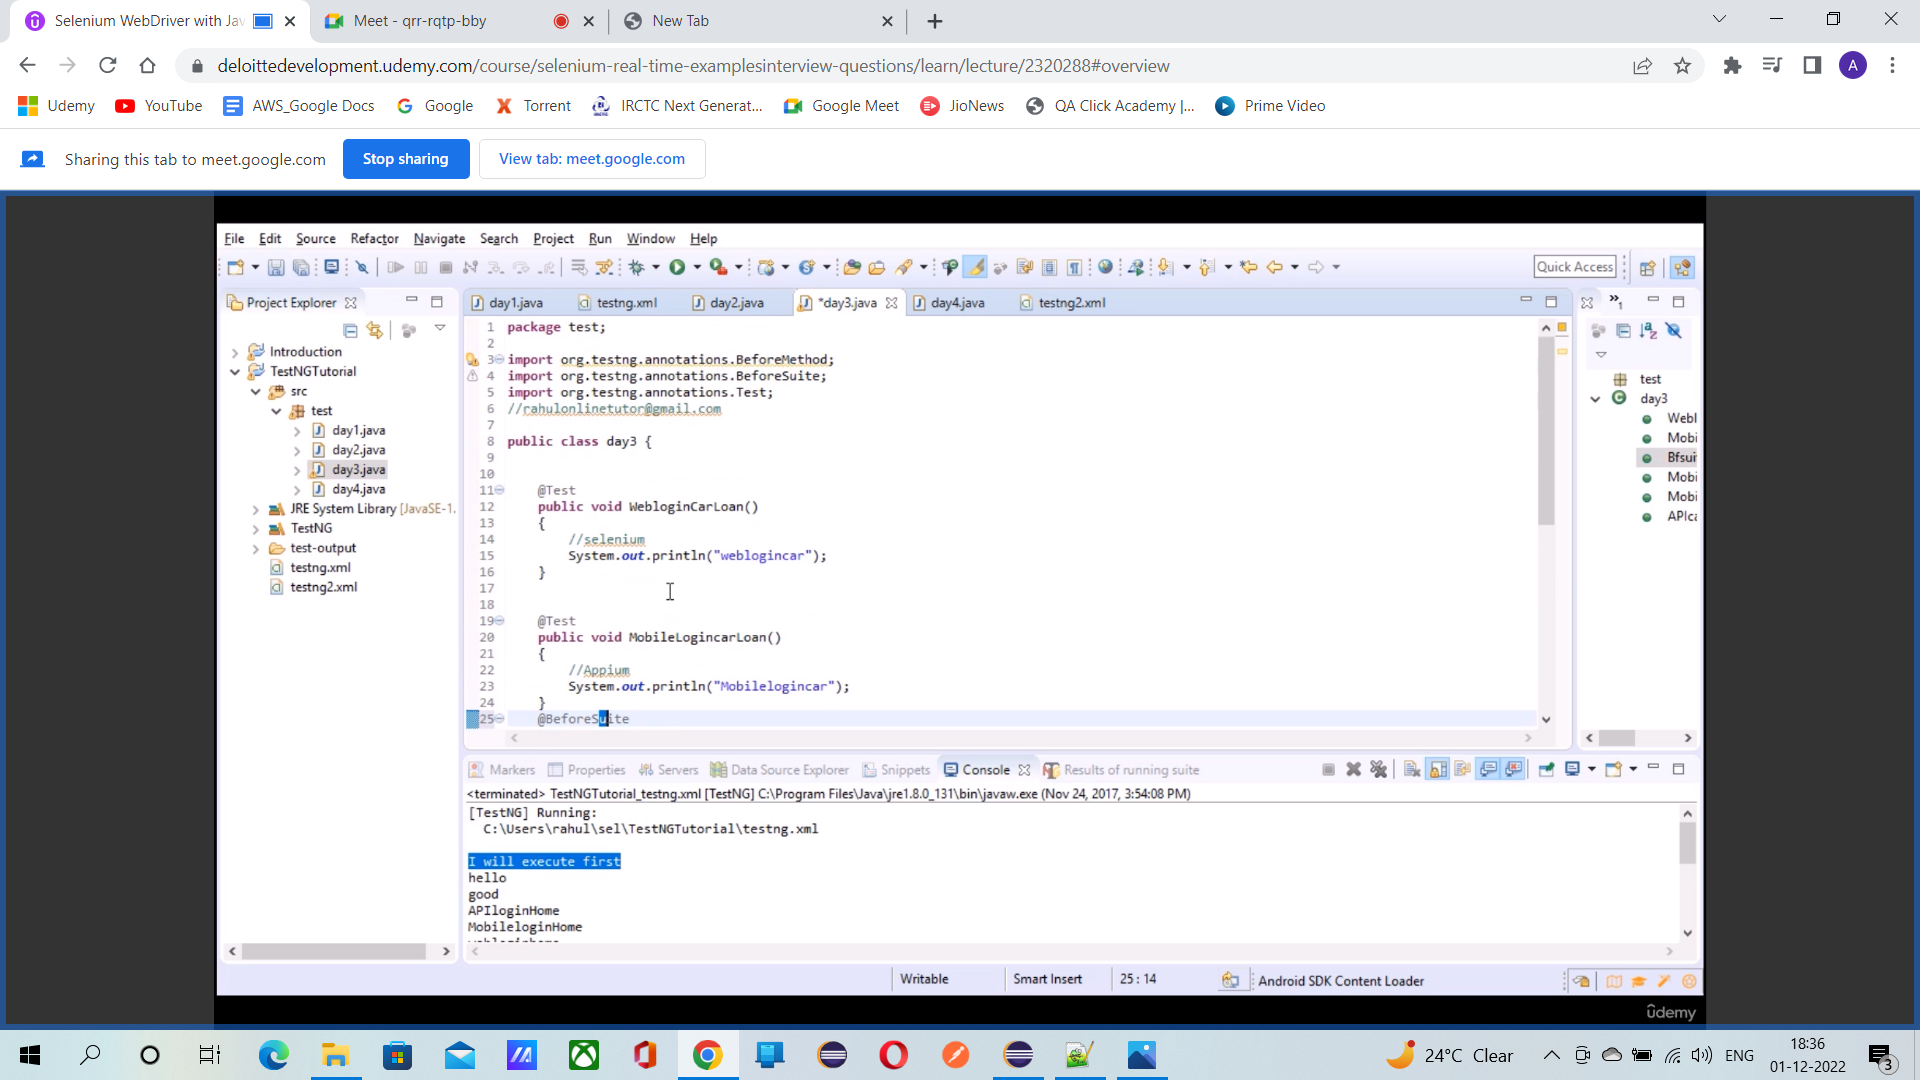 Selenium WebDriver with Jav
Meet - qrr-rqtp-bby
New Tab
deloittedevelopment.udemy.com/course/selenium-real-time-examplesinterview-questions/learn/lecture/2320288#overview
A
Udemy
YouTube
AWS_Google Docs
Google
Torrent
IRCTC Next Generat...
Google Meet
JioNews
QA Click Academy |...
Prime Video
Sharing this tab to meet.google.com
Stop sharing
View tab: meet.google.com
File Edit Source Refactor Navigate Search Project Run Window Help
Quick Access
Project Explorer
day1.java
testng.xml
day2.java
*day3.java
day4.java
testng2.xml
Introduction
TestNGTutorial
src
test
day1.java
day2.java
day3.java
day4.java
JRE System Library [JavaSE-1.
TestNG
test-output
testng.xml
testng2.xml
1 package test;
2
3 import org.testng.annotations.BeforeMethod;
4 import org.testng.annotations.BeforeSuite;
5 import org.testng.annotations.Test;
6 //rahulonlinetutor@gmail.com
7
8 public class day3 {
9
10
11 @Test
12 public void WebloginCarLoan()
13 {
14 //selenium
15 System.out.println("weblogincar");
16 }
17
18
19 @Test
20 public void MobileLogincarLoan()
21 {
22 //Appium
23 System.out.println("Mobilelogincar");
24 }
25 @BeforeSuite
test
day3
Webl
Mobi
Bfsui
Mobi
Mobi
APIca
Markers Properties Servers Data Source Explorer Snippets Console Results of running suite
<terminated> TestNGTutorial_testng.xml [TestNG] C:\Program Files\Java\jre1.8.0_131\bin\javaw.exe (Nov 24, 2017, 3:54:08 PM)
[TestNG] Running:
C:\Users\rahul\sel\TestNGTutorial\testng.xml
I will execute first
hello
good
APIloginHome
MobileloginHome
Writable
Smart Insert
25 : 14
Android SDK Content Loader
ûdemy
24°C Clear
ENG
18:36
01-12-2022
3